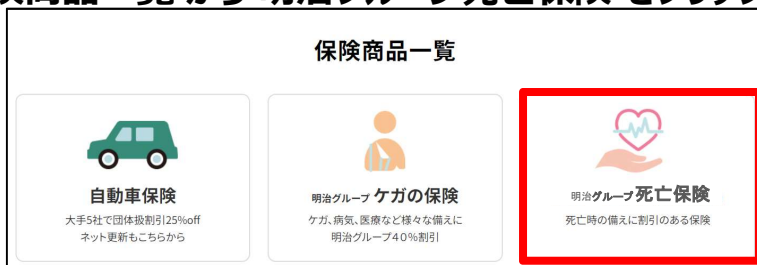 保険商品一覧
自動車保険
大手5社で団体扱割引25%off
ネット更新もこちらから
明治グループ ケガの保険
ケガ、病気、医療など様々な備えに
明治グループ40%割引
明治グループ 死亡保険
死亡時の備えに割引のある保険